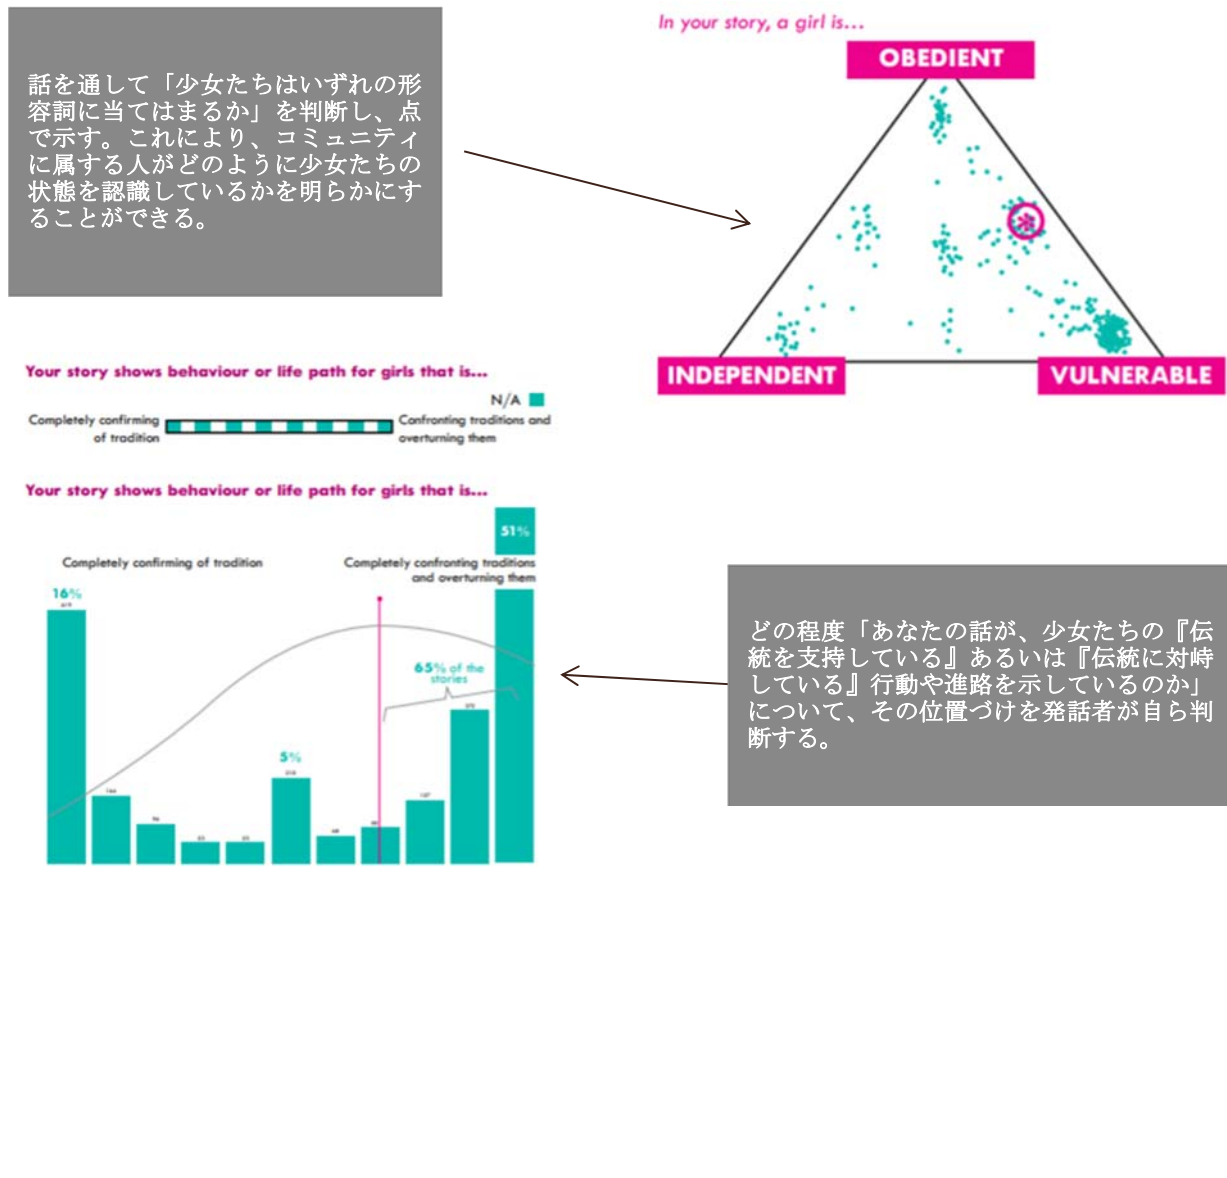 話を通して「少女たちはいずれの形
容詞に当てはまるか」を判断し、点
で示す。これにより、コミュニティ
に属する人がどのように少女たちの
状態を認識しているかを明らかにす
ることができる。
In your story, a girl is...
OBEDIENT
INDEPENDENT
VULNERABLE
Your story shows behaviour or life path for girls that is...
N/A
Completely confirming
of tradition
Confronting traditions and
overturning them
Your story shows behaviour or life path for girls that is...
51%
Completely confirming of tradition
Completely confronting traditions
and overturning them
16%
65% of the
stories
5%
どの程度「あなたの話が、少女たちの『伝
統を支持している』あるいは『伝統に対峙
している』行動や進路を示しているのか」
について、その位置づけを発話者が自ら判
断する。